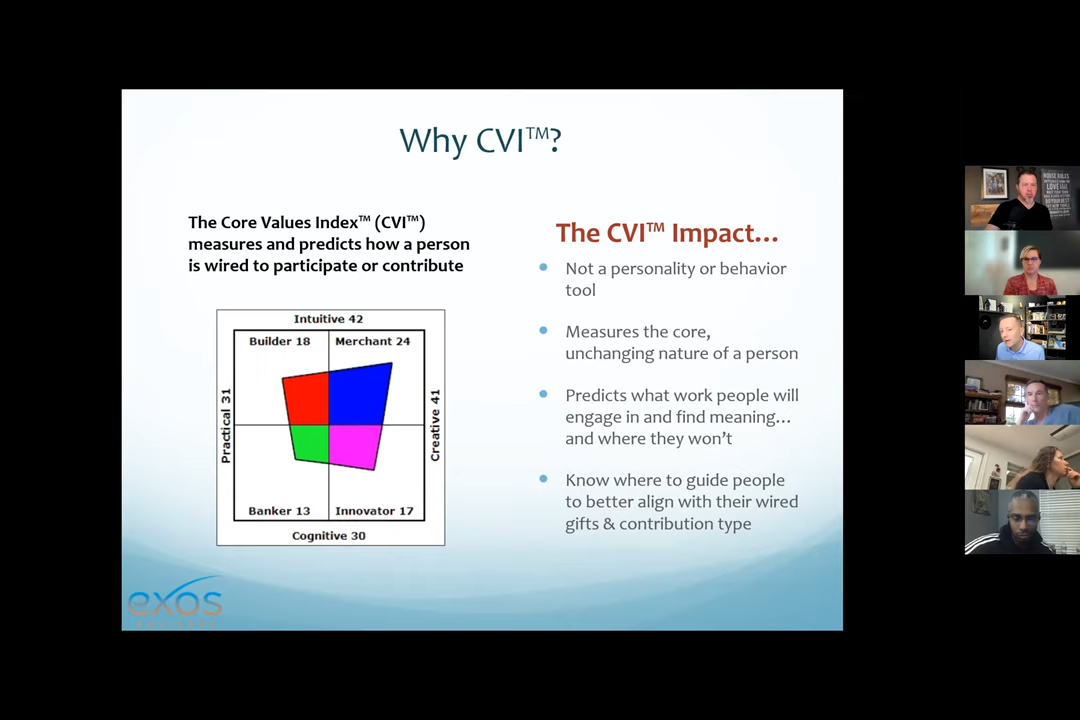 Why CVI™?
The Core Values Index™ (CVI™)
measures and predicts how a person
is wired to participate or contribute
Intuitive 42
Builder 18
Merchant 24
Practical 31
Creative 41
Banker 13
Innovator 17
Cognitive 30
The CVI™ Impact...
Not a personality or behavior
tool
Measures the core,
unchanging nature of a person
Predicts what work people will
engage in and find meaning...
and where they won't
Know where to guide people
to better align with their wired
gifts & contribution type
exos
HOUSE RULES
LOVE